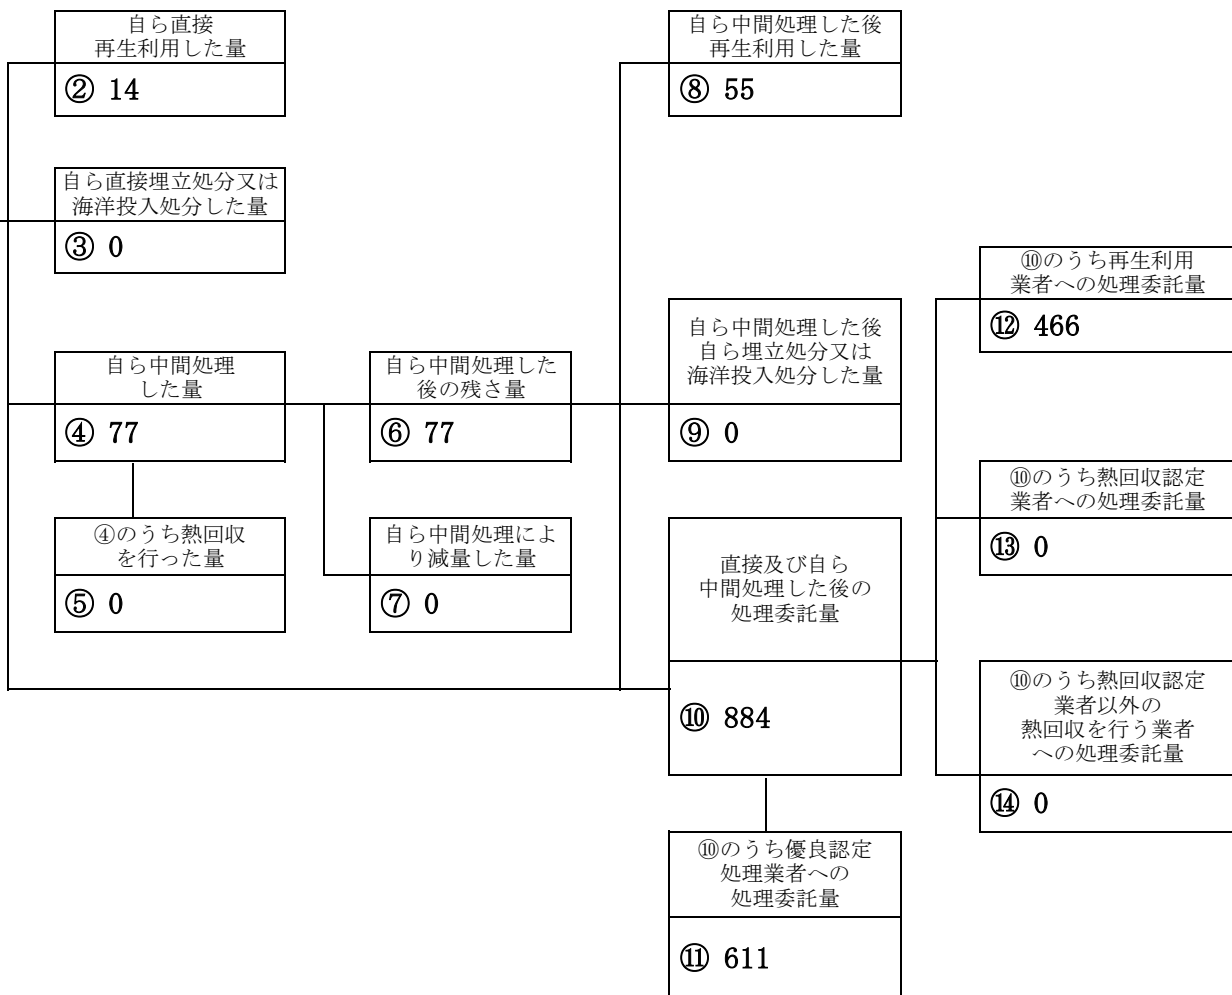 自ら直接
再生利用した量
② 14
自ら直接埋立処分又は
海洋投入処分した量
③ 0
自ら中間処理
した量
④ 77
④のうち熱回収
を行った量
⑤ 0
自ら中間処理した
後の残さ量
⑥ 77
自ら中間処理によ
り減量した量
⑦ 0
自ら中間処理した後
再生利用した量
⑧ 55
自ら中間処理した後
自ら埋立処分又は
海洋投入処分した量
⑨ 0
直接及び自ら
中間処理した後の
処理委託量
⑩ 884
⑩のうち優良認定
処理業者への
処理委託量
⑪ 611
⑩のうち再生利用
業者への処理委託量
⑫ 466
⑩のうち熱回収認定
業者への処理委託量
⑬ 0
⑩のうち熱回収認定
業者以外の
熱回収を行う業者
への処理委託量
⑭ 0